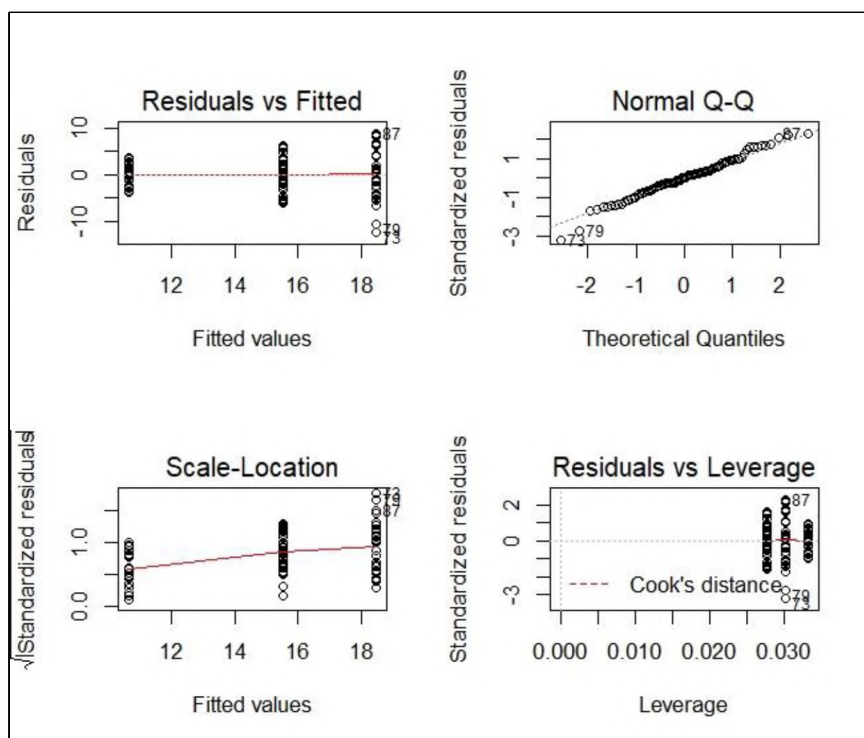 Residuals vs Fitted
Residuals
10
0
-10
87
79
73
12 14 16 18
Fitted values
Normal Q-Q
Standardized residuals
1
-1
-3
87
79
73
-2 -1 0 1 2
Theoretical Quantiles
Scale-Location
√|Standardized residuals|
1.0
0.0
73
79
87
12 14 16 18
Fitted values
Residuals vs Leverage
Standardized residuals
2
0
-3
87
79
73
Cook's distance
0.000 0.010 0.020 0.030
Leverage